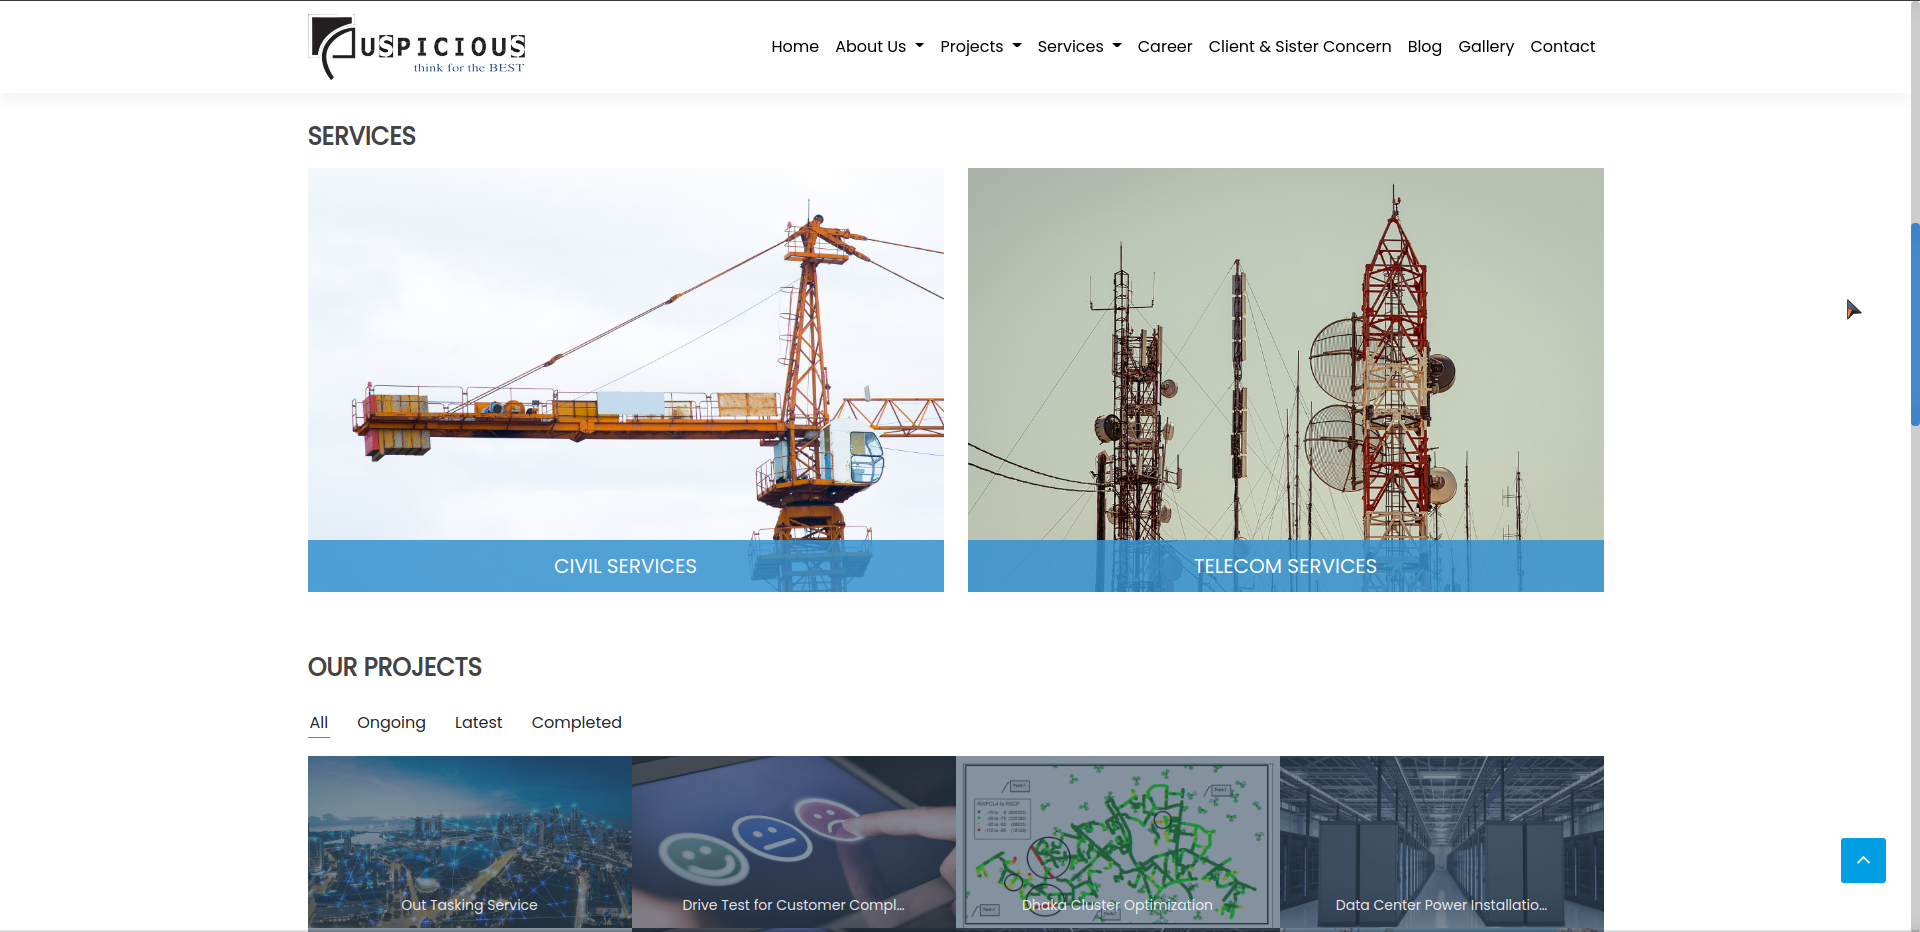 AUSPICIOUS
think for the BEST
Home About Us Projects Services Career Client & Sister Concern Blog Gallery Contact
SERVICES
CIVIL SERVICES
TELECOM SERVICES
OUR PROJECTS
All Ongoing Latest Completed
Out Tasking Service
Drive Test for Customer Compl...
Dhaka Cluster Optimization
Data Center Power Installatio...